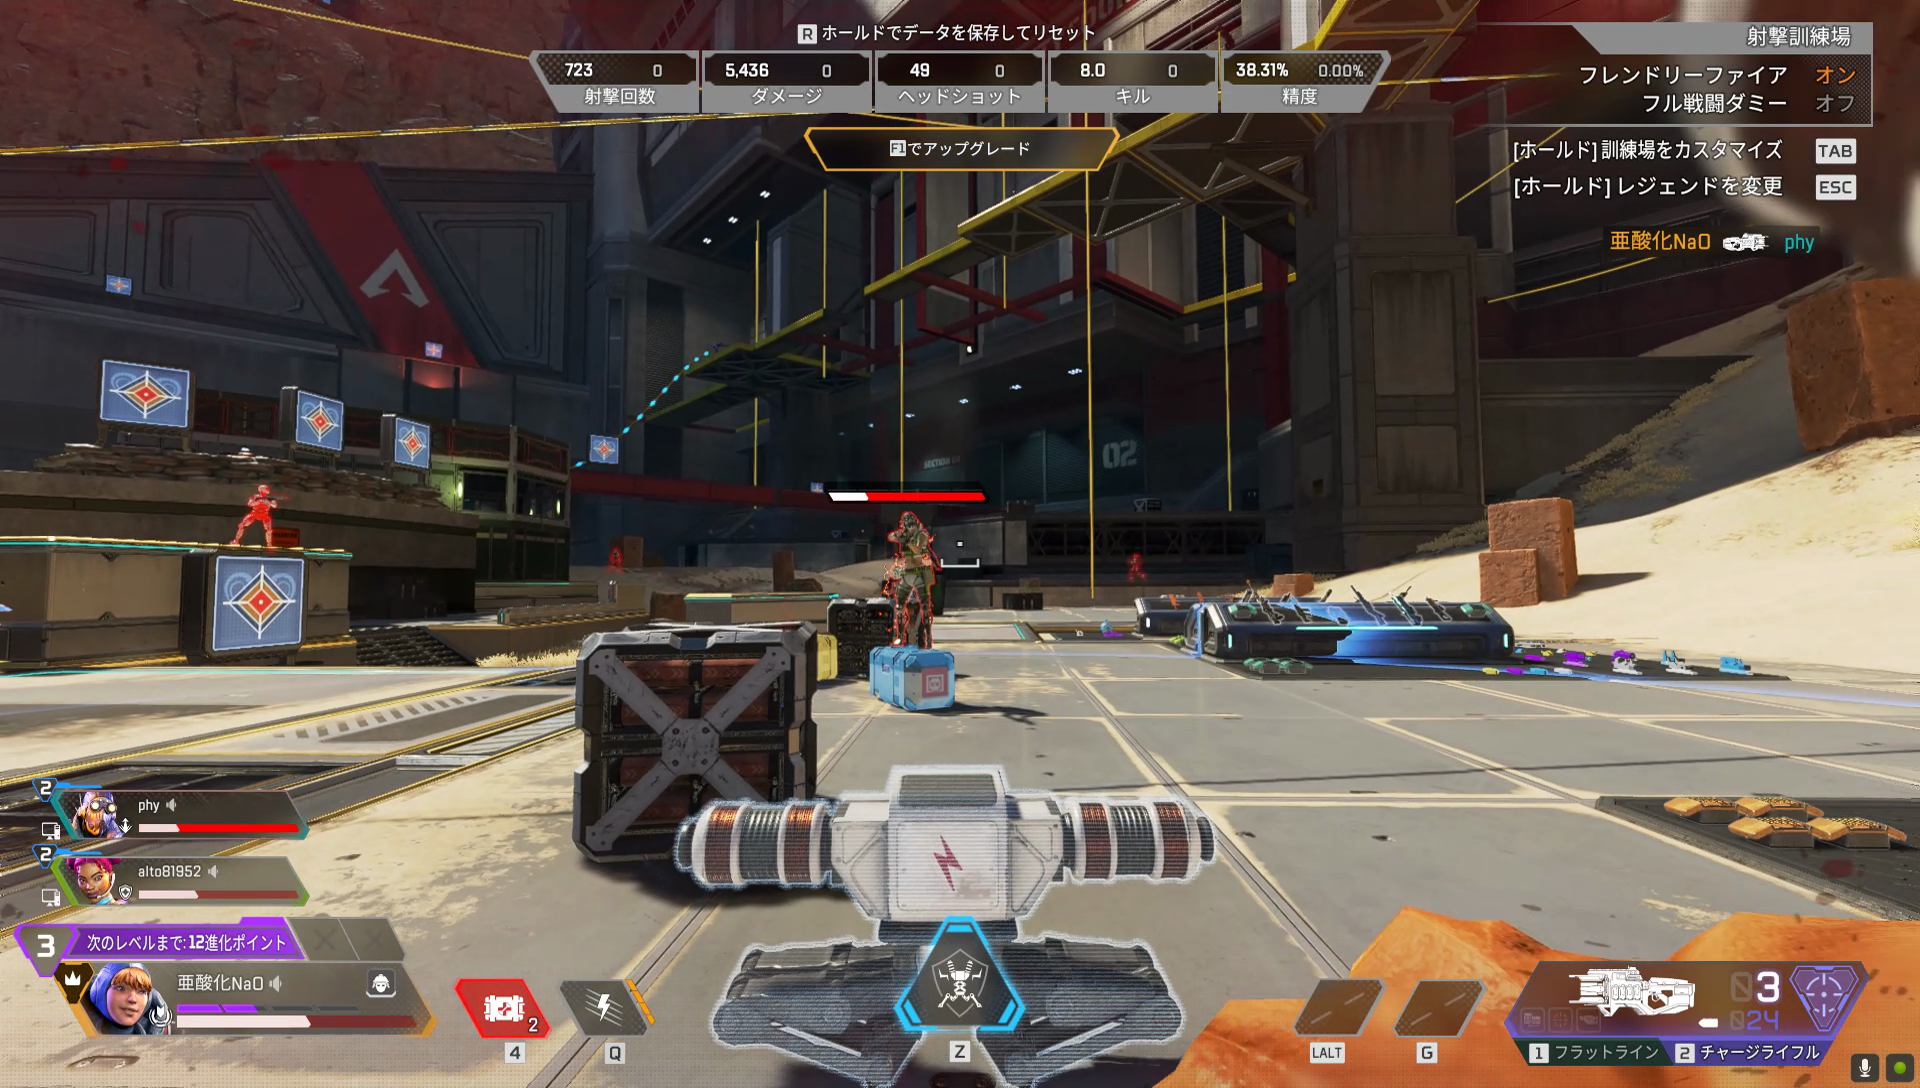 R ホールドでデータを保存してリセット
723 0 5,436 0 49 0 8.0 0 38.31% 0.00%
射撃回数 ダメージ ヘッドショット キル 精度
F1でアップグレード
射撃訓練場
フレンドリーファイア オン
フル戦闘ダミー オフ
[ホールド]訓練場をカスタマイズ TAB
[ホールド]レジェンドを変更 ESC
亜酸化NaO phy
02
2
phy
2
alto81952
3 次のレベルまで:12進化ポイント
亜酸化NaO
2
4 Q Z LALT G
03
024
1 フラットライン 2 チャージライフル